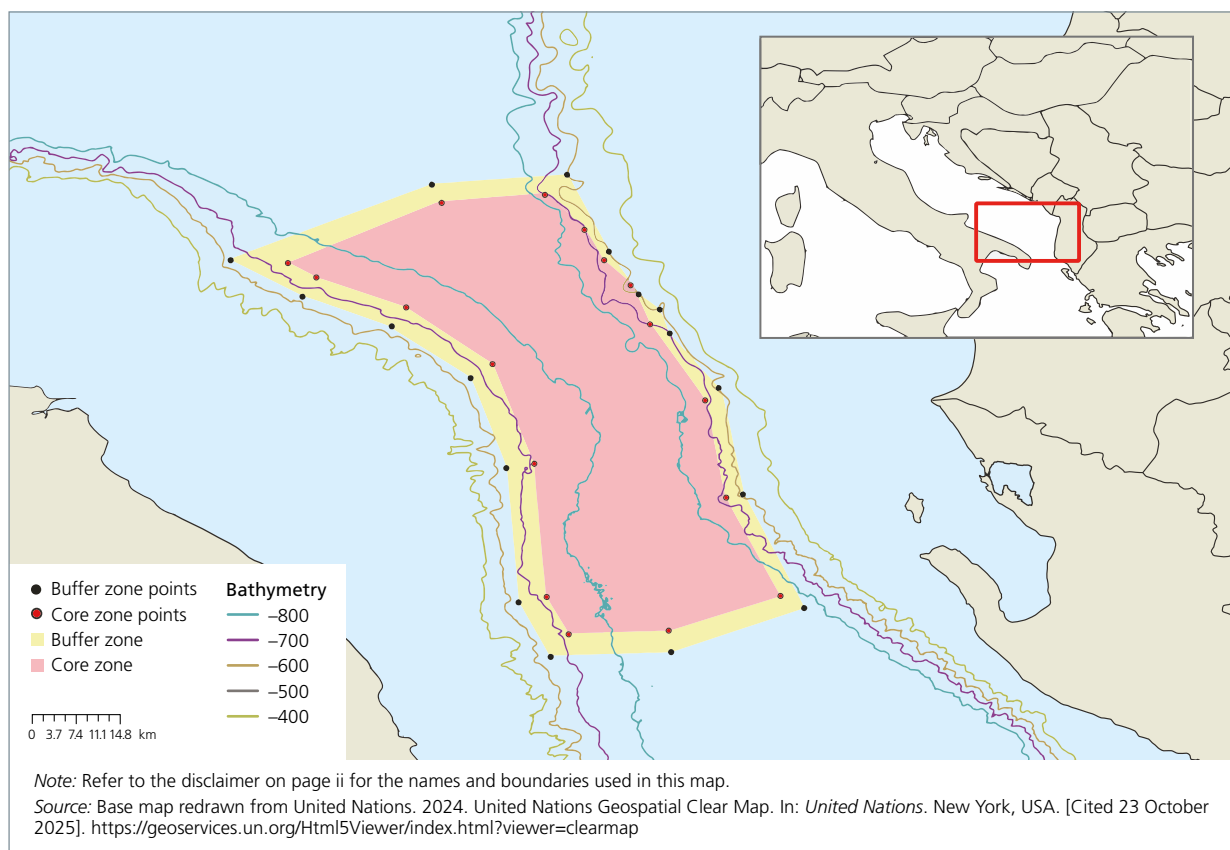 Buffer zone points
Core zone points
Buffer zone
Core zone
Bathymetry
–800
–700
–600
–500
–400
0 3.7 7.4 11.1 14.8 km
Note: Refer to the disclaimer on page ii for the names and boundaries used in this map.
Source: Base map redrawn from United Nations. 2024. United Nations Geospatial Clear Map. In: United Nations. New York, USA. [Cited 23 October
2025]. https://geoservices.un.org/Html5Viewer/index.html?viewer=clearmap